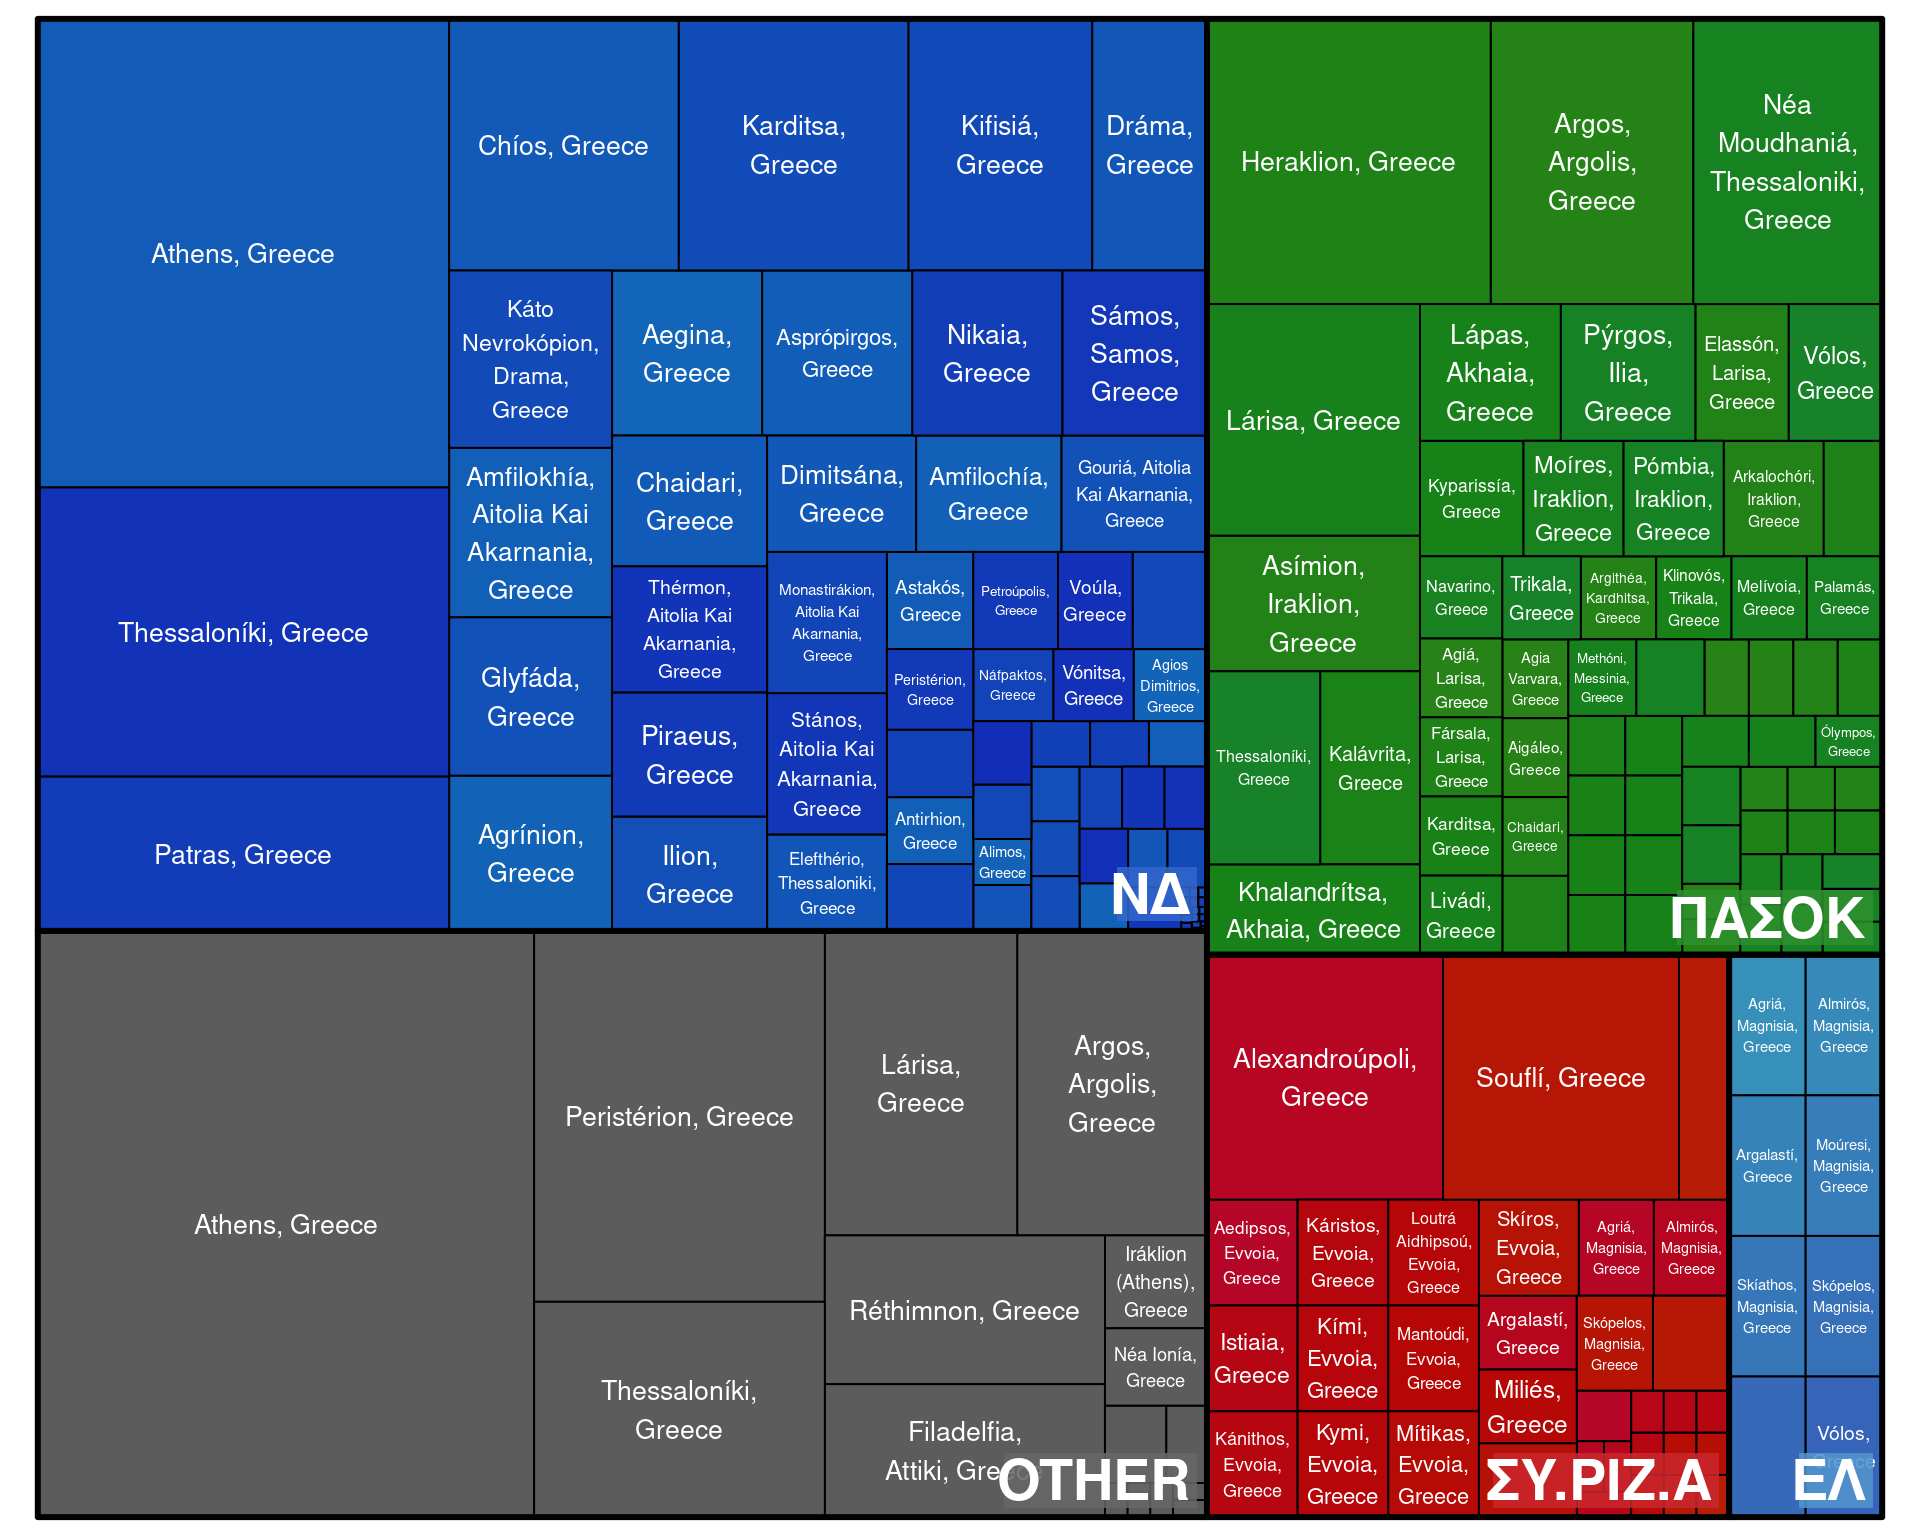 Athens, Greece
Thessaloníki, Greece
Patras, Greece
Chíos, Greece
Karditsa,
Greece
Kifisiá,
Greece
Dráma,
Greece
Káto
Nevrokópion,
Drama,
Greece
Aegina,
Greece
Asprópirgos,
Greece
Nikaia,
Greece
Sámos,
Samos,
Greece
Amfilokhía,
Aitolia Kai
Akarnania,
Greece
Glyfáda,
Greece
Agrínion,
Greece
Chaidari,
Greece
Dimitsána,
Greece
Amfilochía,
Greece
Gouriá, Aitolia
Kai Akarnania,
Greece
Thérmon,
Aitolia Kai
Akarnania,
Greece
Piraeus,
Greece
Ilion,
Greece
Monastirákion,
Aitolia Kai
Akarnania,
Greece
Stános,
Aitolia Kai
Akarnania,
Greece
Elefthério,
Thessaloniki,
Greece
Astakós,
Greece
Petroúpolis,
Greece
Voúla,
Greece
Peristérion,
Greece
Náfpaktos,
Greece
Vónitsa,
Greece
Agios
Dimitrios,
Greece
Antirhion,
Greece
Alimos,
Greece
ΝΔ
Heraklion, Greece
Argos,
Argolis,
Greece
Néa
Moudhaniá,
Thessaloniki,
Greece
Lárisa, Greece
Asímion,
Iraklion,
Greece
Thessaloníki,
Greece
Kalávrita,
Greece
Khalandrítsa,
Akhaia, Greece
Lápas,
Akhaia,
Greece
Pýrgos,
Ilia,
Greece
Elassón,
Larisa,
Greece
Vólos,
Greece
Kyparissía,
Greece
Moíres,
Iraklion,
Greece
Pómbia,
Iraklion,
Greece
Arkalochóri,
Iraklion,
Greece
Navarino,
Greece
Trikala,
Greece
Argithéa,
Kardhitsa,
Greece
Klinovós,
Trikala,
Greece
Melívoia,
Greece
Palamás,
Greece
Agiá,
Larisa,
Greece
Agia
Varvara,
Greece
Methóni,
Messinia,
Greece
Fársala,
Larisa,
Greece
Aigáleo,
Greece
Ólympos,
Greece
Karditsa,
Greece
Chaidari,
Greece
Livádi,
Greece
ΠΑΣΟΚ
Athens, Greece
Peristérion, Greece
Thessaloníki,
Greece
Lárisa,
Greece
Argos,
Argolis,
Greece
Réthimnon, Greece
Iráklion
(Athens),
Greece
Néa Ionía,
Greece
Filadelfia,
Attiki, Greece
OTHER
Alexandroúpoli,
Greece
Souflí, Greece
Aedipsos,
Evvoia,
Greece
Káristos,
Evvoia,
Greece
Loutrá
Aidhipsoú,
Evvoia,
Greece
Skíros,
Evvoia,
Greece
Agriá,
Magnisia,
Greece
Almirós,
Magnisia,
Greece
Istiaia,
Greece
Kími,
Evvoia,
Greece
Mantoúdi,
Evvoia,
Greece
Argalastí,
Greece
Skópelos,
Magnisia,
Greece
Miliés,
Greece
Kánithos,
Evvoia,
Greece
Kymi,
Evvoia,
Greece
Mítikas,
Evvoia,
Greece
ΣΥ.ΡΙΖ.Α
Agriá,
Magnisia,
Greece
Almirós,
Magnisia,
Greece
Argalastí,
Greece
Moúresi,
Magnisia,
Greece
Skíathos,
Magnisia,
Greece
Skópelos,
Magnisia,
Greece
Vólos,
Greece
ΕΛ